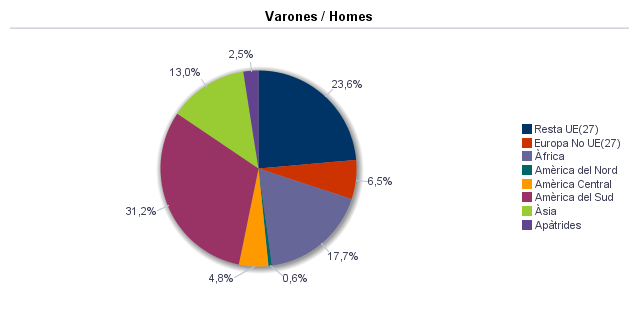 Varones / Homes
2,5%
13,0%
23,6%
6,5%
31,2%
17,7%
4,8%
0,6%
Resta UE(27)
Europa No UE(27)
Àfrica
Amèrica del Nord
Amèrica Central
Amèrica del Sud
Àsia
Apàtrides